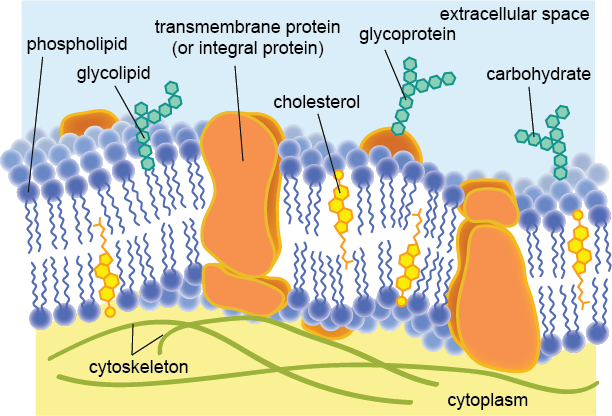 extracellular space
transmembrane protein
(or integral protein)
glycoprotein
phospholipid
glycolipid
carbohydrate
cholesterol
cytoskeleton
cytoplasm